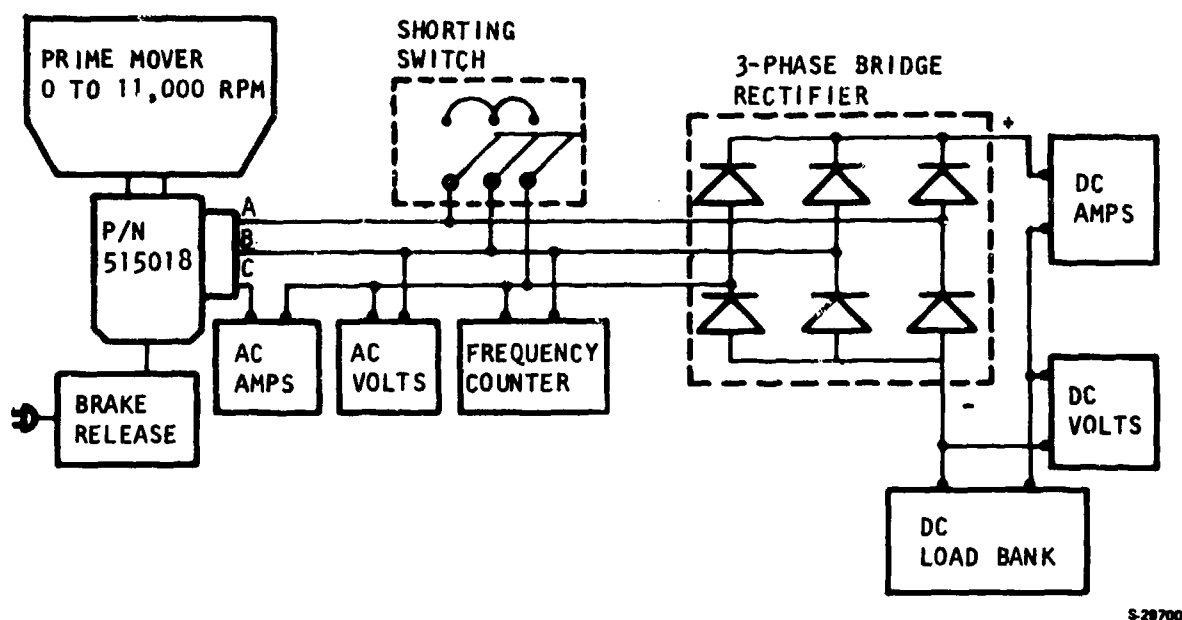 PRIME MOVER
0 TO 11,000 RPM
SHORTING
SWITCH
3-PHASE BRIDGE
RECTIFIER
+
P/N
515018
A
B
C
DC
AMPS
AC
AMPS
AC
VOLTS
FREQUENCY
COUNTER
BRAKE
RELEASE
-
DC
VOLTS
DC
LOAD BANK
S-29700